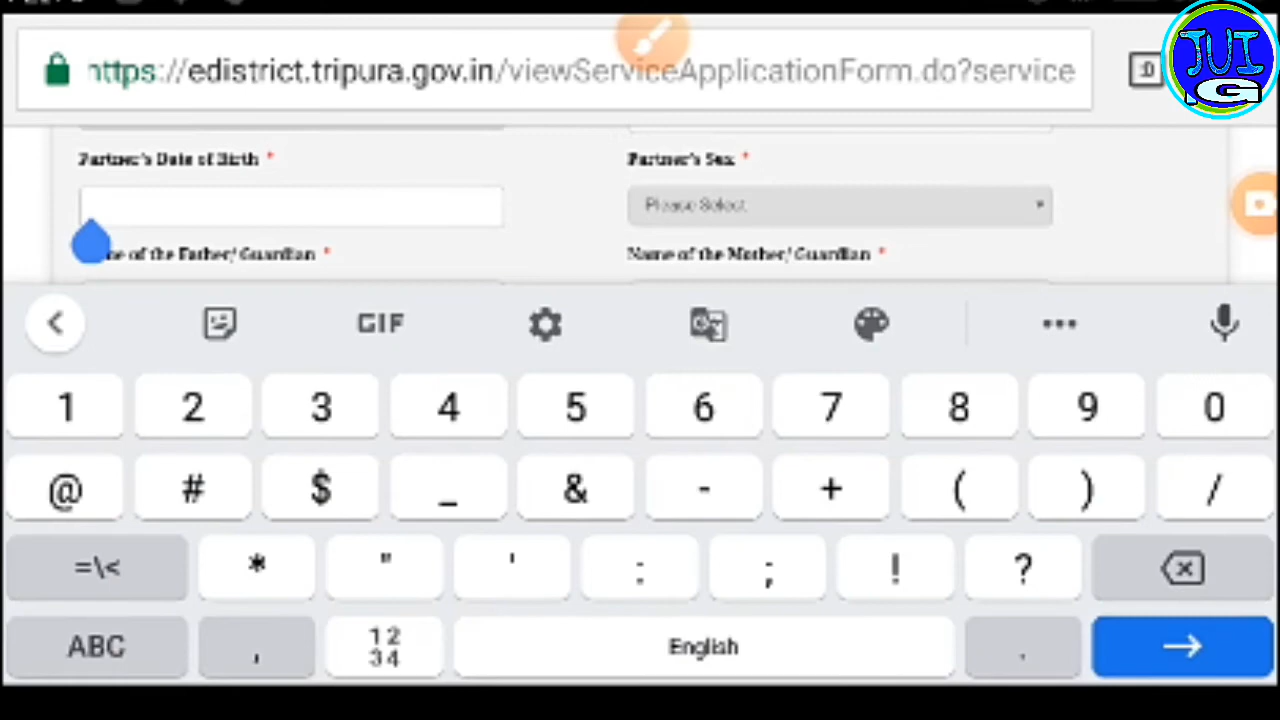 https://edistrict.tripura.gov.in/viewServiceApplicationForm.do?service
:D
JUI
G
Partner's Date of Birth *
Partner's Sex *
Please Select
of the Father/ Guardian *
Name of the Mother/ Guardian *
GIF
1 2 3 4 5 6 7 8 9 0
@ # $ _ & - + ( ) /
=\< * " ' : ; ! ?
ABC , 12 34 English .